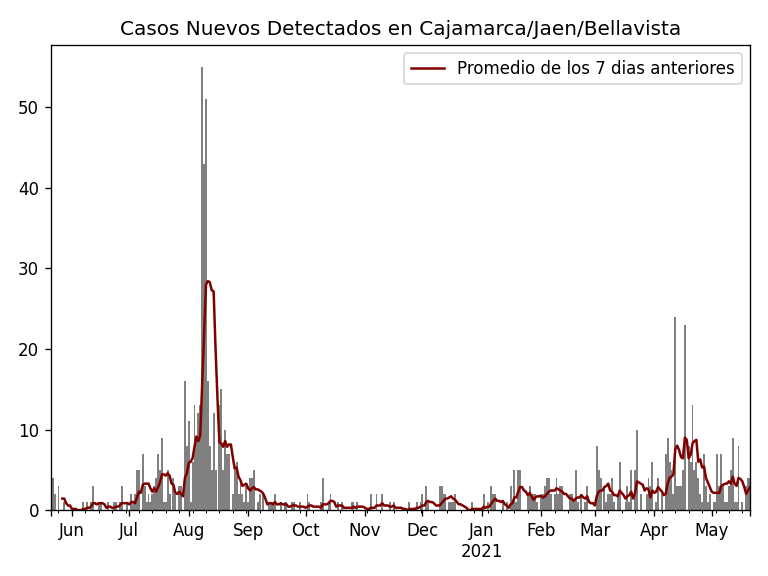 Casos Nuevos Detectados en Cajamarca/Jaen/Bellavista
Promedio de los 7 dias anteriores
50
40
30
20
10
0
Jun Jul Aug Sep Oct Nov Dec Jan Feb Mar Apr May
2021